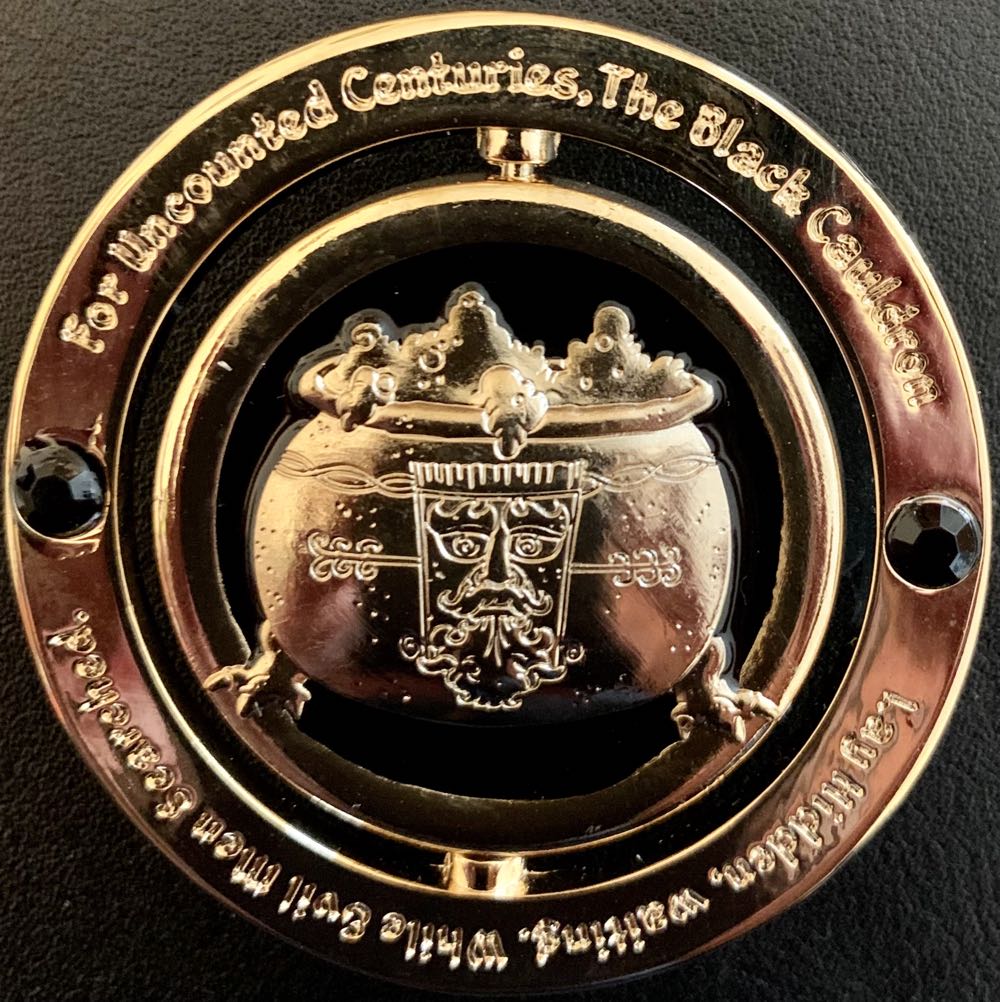 For Uncounted Centuries, The Black Cauldron
Lay Hidden, waiting. While Evil Men Searched.